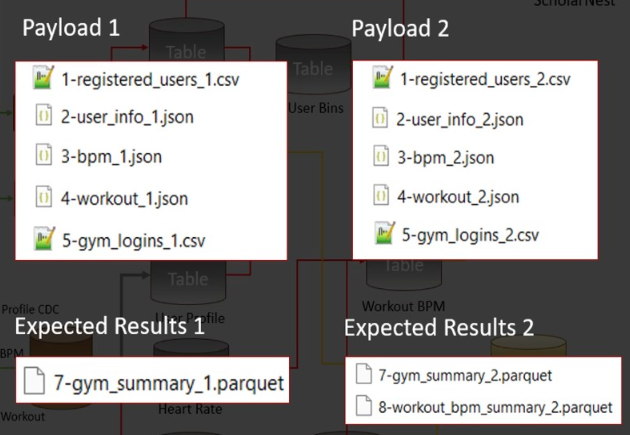 ScholarNest
Payload 1
Payload 2
Table
Table
User Bins
1-registered_users_1.csv
2-user_info_1.json
3-bpm_1.json
4-workout_1.json
5-gym_logins_1.csv
1-registered_users_2.csv
2-user_info_2.json
3-bpm_2.json
4-workout_2.json
5-gym_logins_2.csv
Table
Table
User Profile
Workout BPM
Profile CDC
BPM
Workout
Heart Rate
Expected Results 1
7-gym_summary_1.parquet
Expected Results 2
7-gym_summary_2.parquet
8-workout_bpm_summary_2.parquet